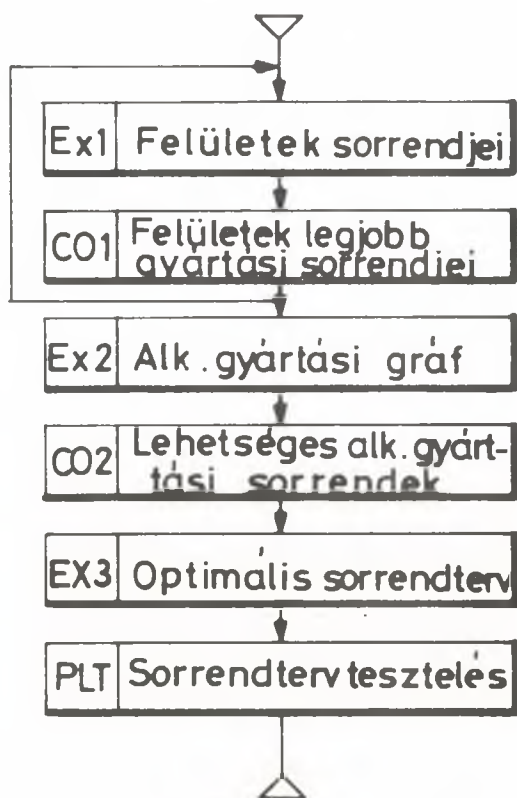 Ex1 Felületek sorrendjei
CO1 Felületek legjobb
gyártási sorrendjei
Ex2 Alk. gyártási gráf
CO2 Lehetséges alk. gyárt-
tási sorrendek
EX3 Optimális sorrendterv
PLT Sorrendterv tesztelés